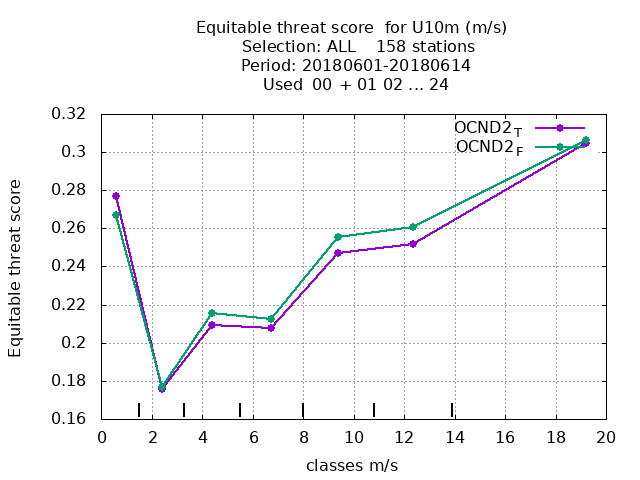 Equitable threat score  for U10m (m/s)
Selection: ALL    158 stations
Period: 20180601-20180614
Used  00 + 01 02 ... 24
OCND2T
OCND2F
Equitable threat score
0.32
0.3
0.28
0.26
0.24
0.22
0.2
0.18
0.16
0 2 4 6 8 10 12 14 16 18 20
classes m/s